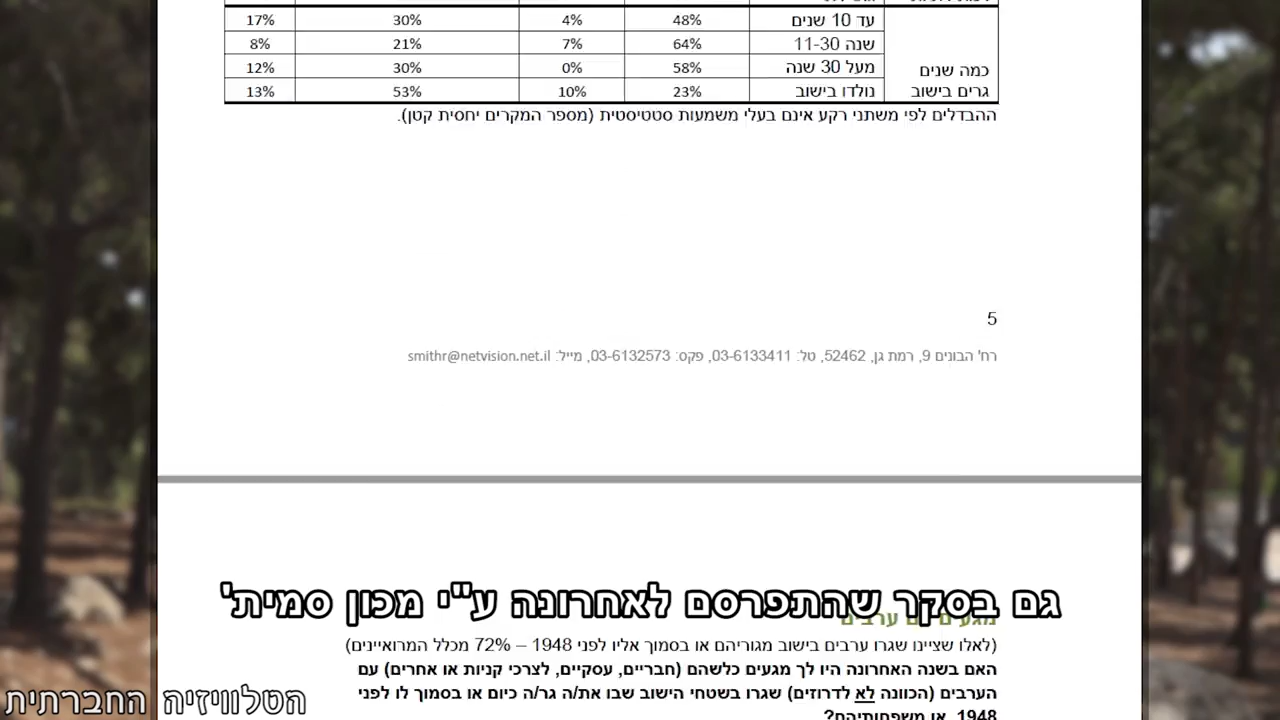 עד 10 שנים 48% 4% 30% 17%
שנה 11-30 64% 7% 21% 8%
כמה שנים גרים בישוב
מעל 30 שנה 58% 0% 30% 12%
נולדו בישוב 23% 10% 53% 13%
ההבדלים לפי משתני רקע אינם בעלי משמעות סטטיסטית (מספר המקרים יחסית קטן).
5
רח' הבונים 9, רמת גן, 52462, טל: 03-6133411, פקס: 03-6132573, מייל: smithr@netvision.net.il
גם בסקר שהתפרסם לאחרונה ע"י מכון סמית'
(לאלו שציינו שגרו ערבים בישוב מגוריהם או בסמוך אליו לפני 1948 – 72% מכלל המרואיינים)
האם בשנה האחרונה היו לך מגעים כלשהם (חבריים, עסקיים, לצרכי קניות או אחרים) עם
הערבים (הכוונה לא לדרוזים) שגרו בשטחי הישוב שבו את/ה גר/ה כיום או בסמוך לו לפני
1948, או משפחותיהם?
הטלוויזיה החברתית